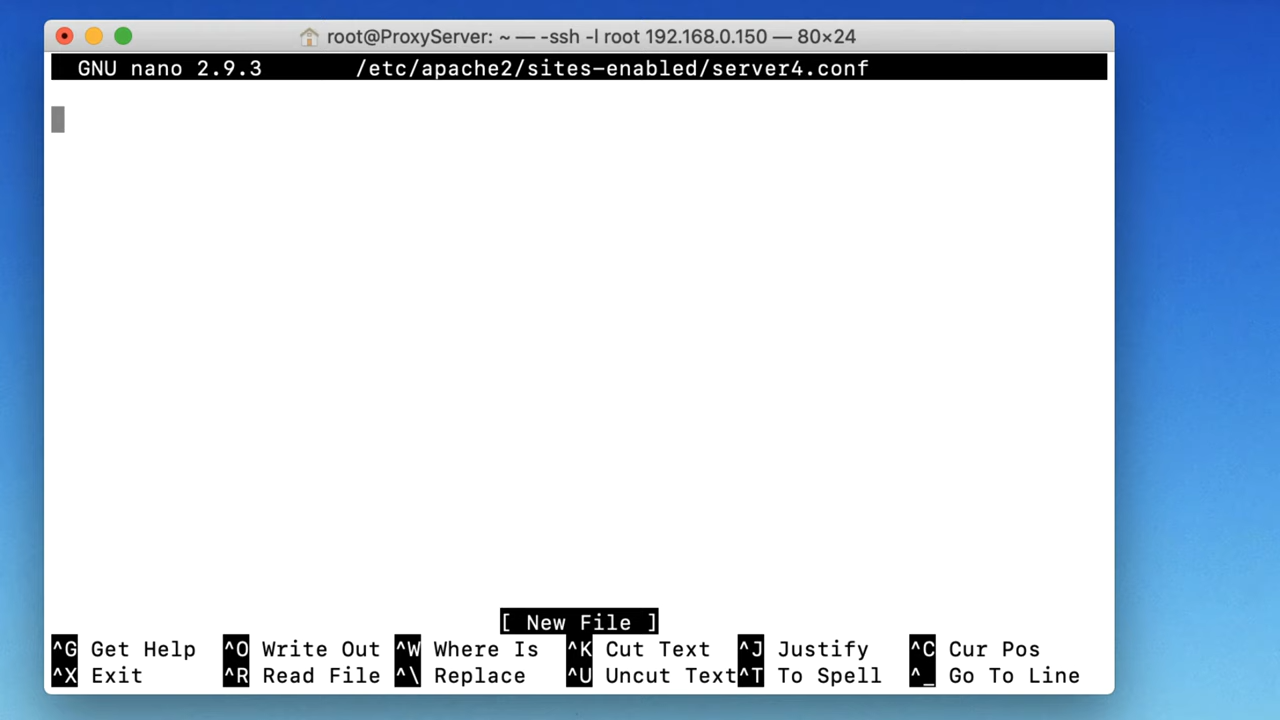 root@ProxyServer: ~ — -ssh -l root 192.168.0.150 — 80×24
GNU nano 2.9.3 /etc/apache2/sites-enabled/server4.conf
[ New File ]
^G Get Help ^O Write Out ^W Where Is ^K Cut Text ^J Justify ^C Cur Pos
^X Exit ^R Read File ^\ Replace ^U Uncut Text ^T To Spell ^_ Go To Line